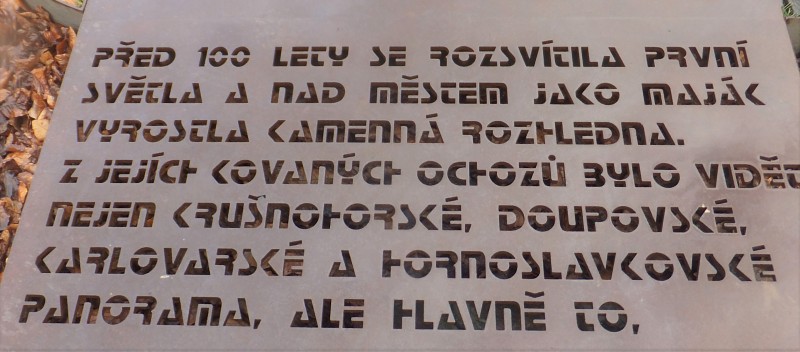 PŘED 100 LETY SE ROZSVÍTILA PRVNÍ
SVĚTLA A NAD MĚSTEM JAKO MAJÁK
VYROSTLA KAMENNÁ ROZHLEDNA.
Z JEJÍCH KOVANÝCH OCHOZŮ BYLO VIDĚT
NEJEN KRUŠNOHORSKÉ, DOUPOVSKÉ,
KARLOVARSKÉ A HORNOSLAVKOVSKÉ
PANORAMA, ALE HLAVNĚ TO,